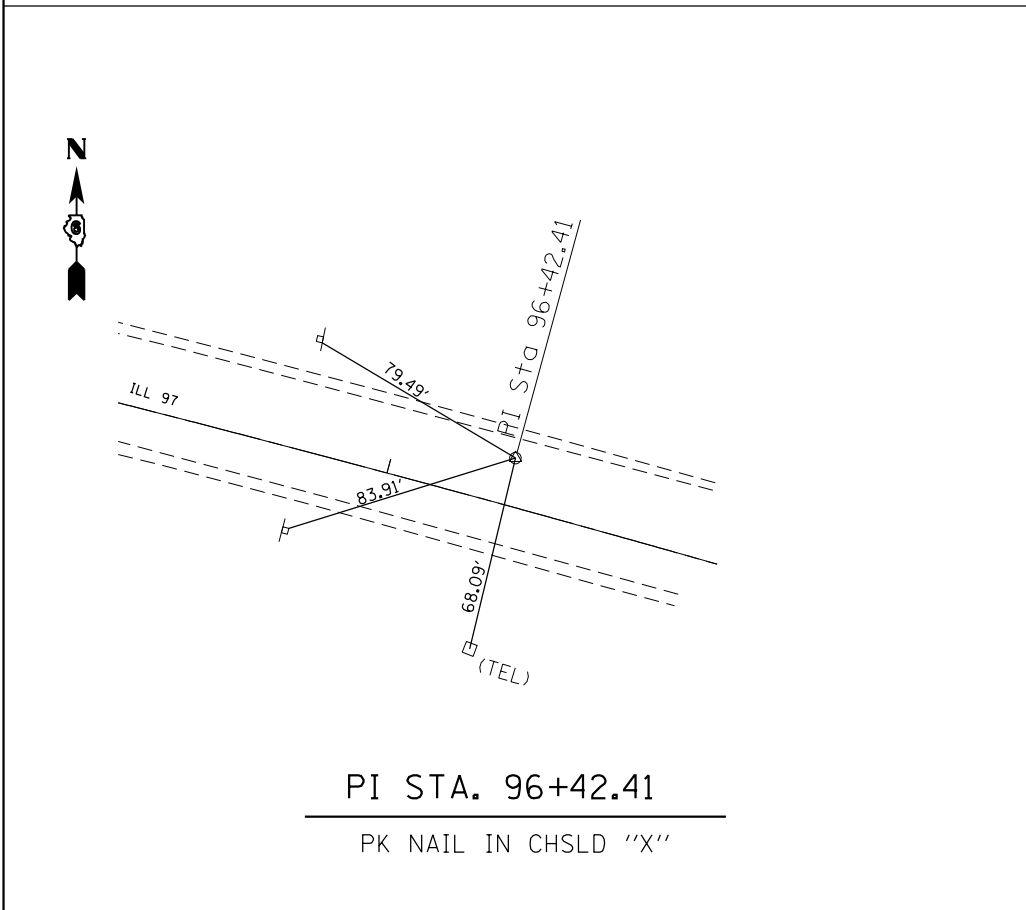 N
6
PI Sta 96+42.41
79.49'
ILL 97
83.91'
68.09'
(TEL)
PI STA. 96+42.41
PK NAIL IN CHSLD "X"